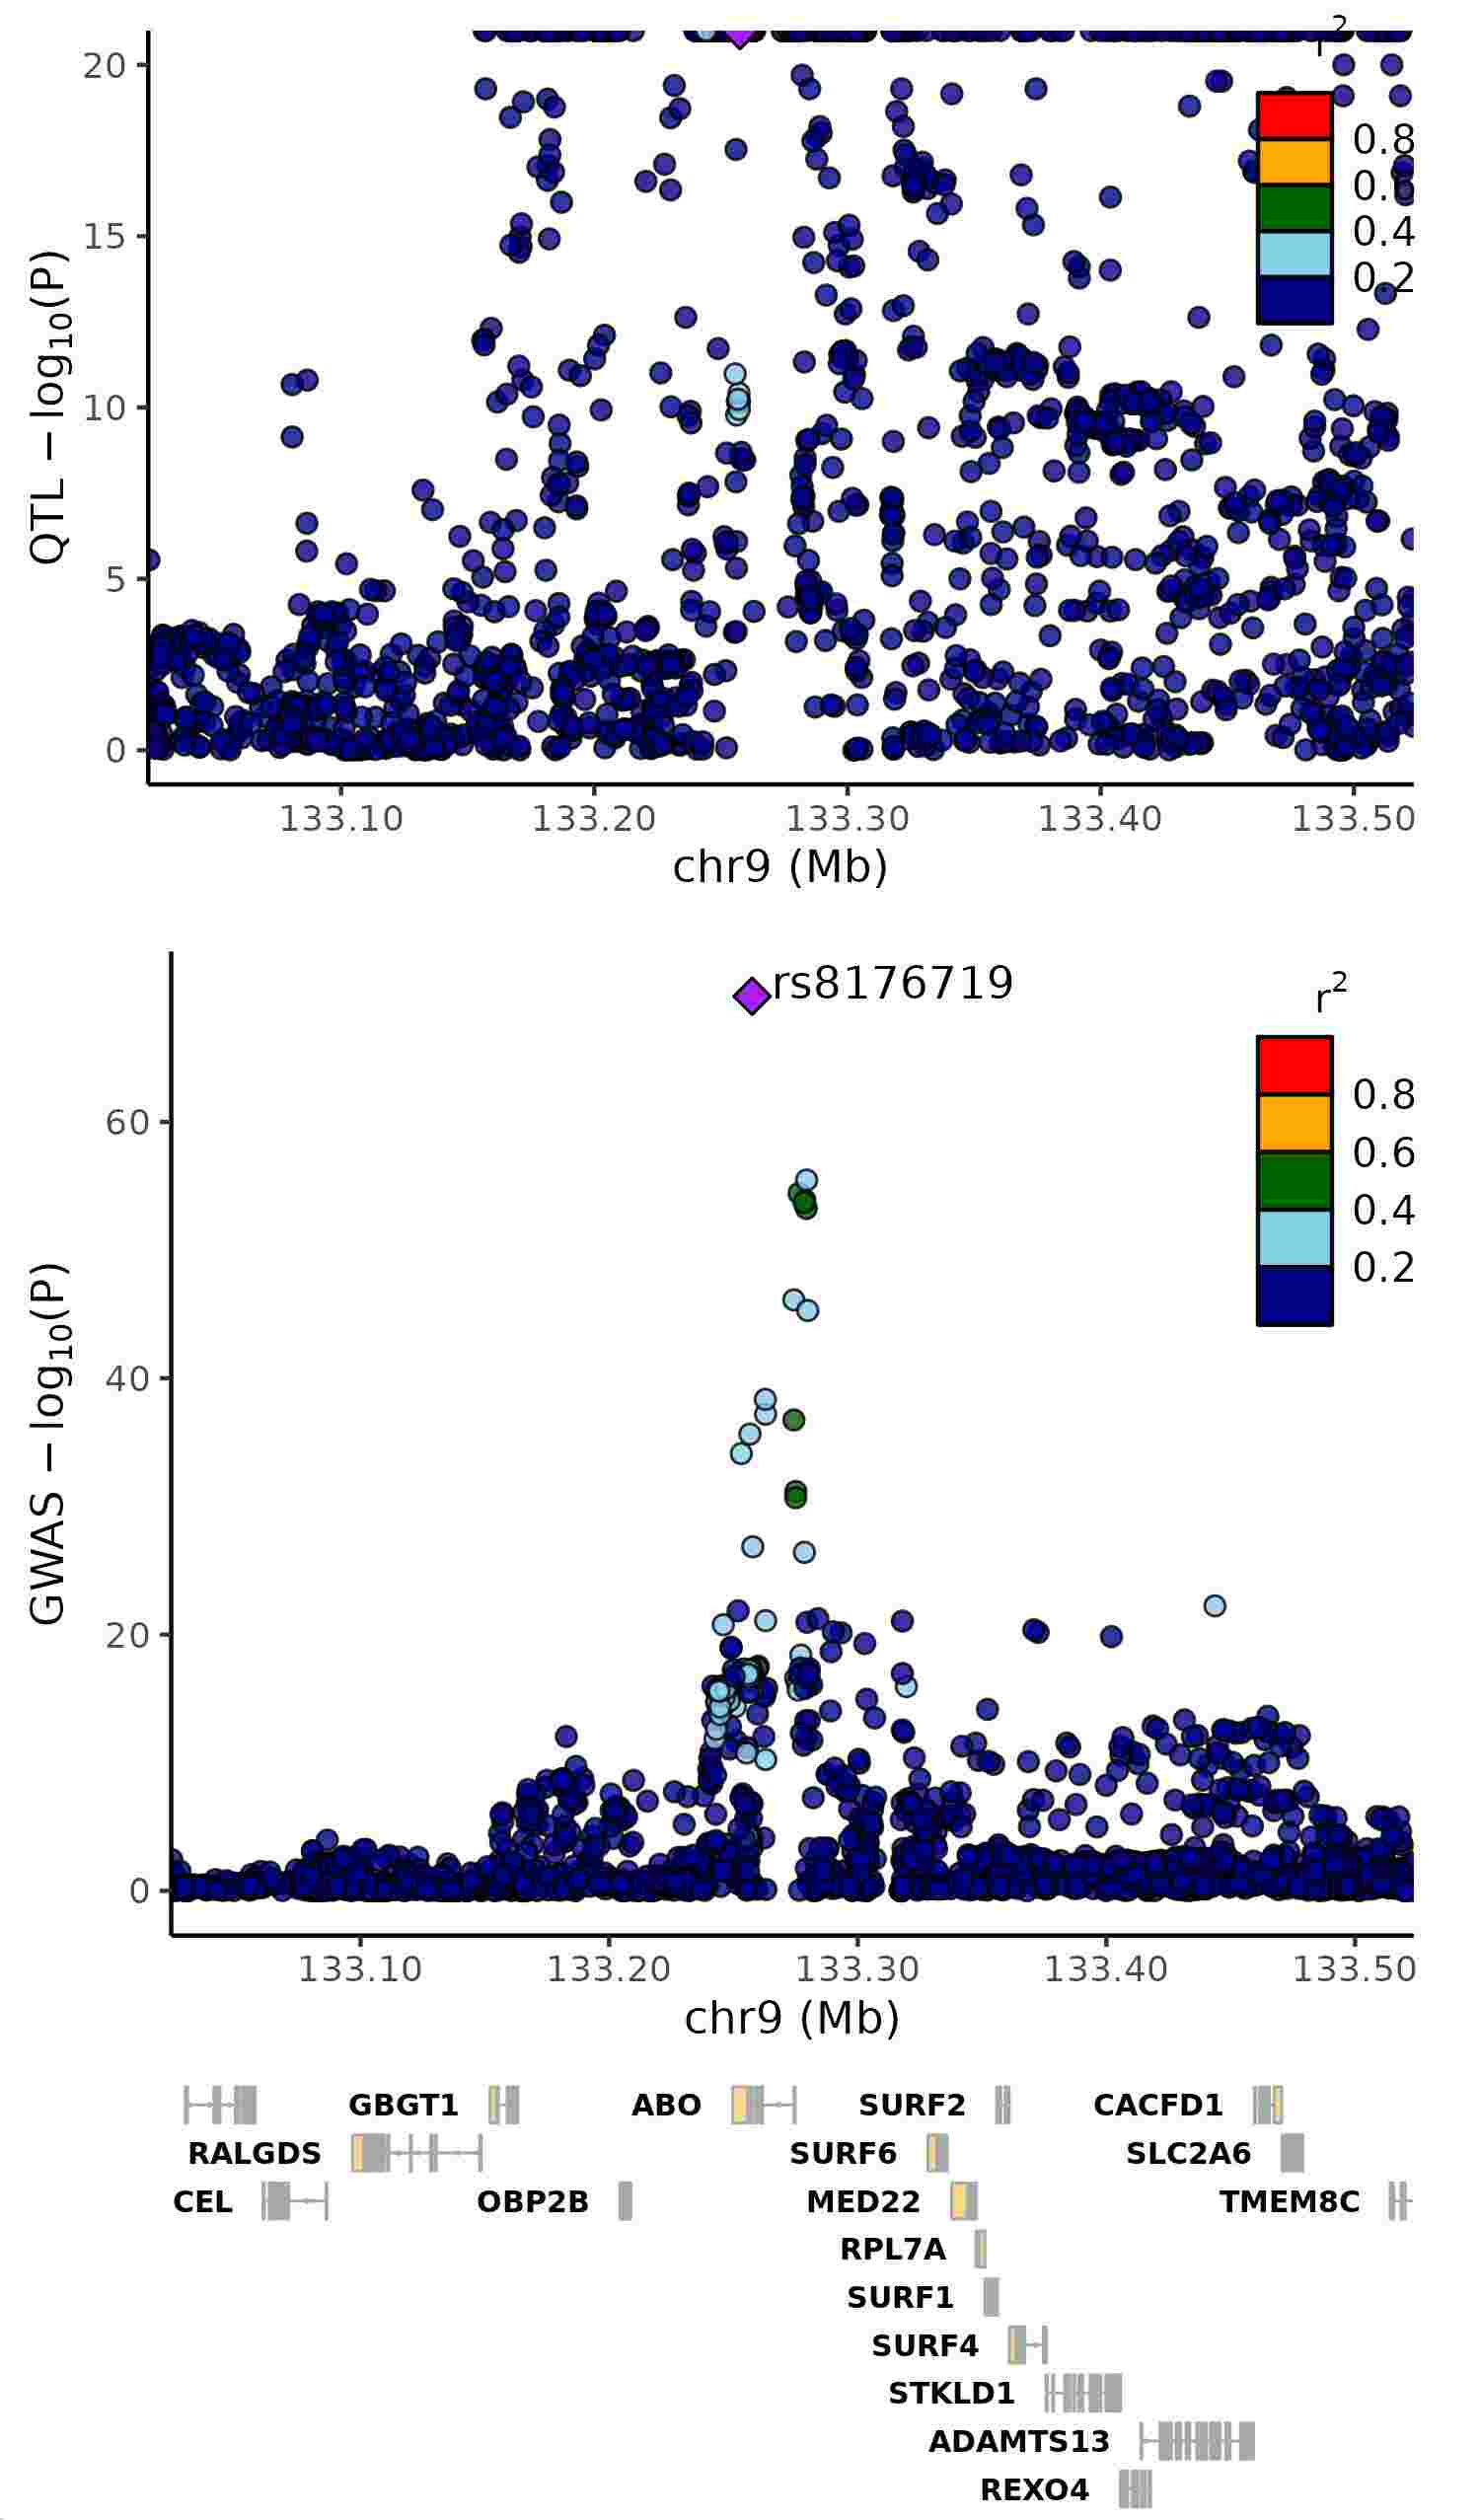 r2
20
15
10
5
0
QTL −log10(P)
0.8
0.6
0.4
0.2
133.10 133.20 133.30 133.40 133.50
chr9 (Mb)
rs8176719
r2
0.8
0.6
0.4
0.2
60
40
20
0
GWAS −log10(P)
133.10 133.20 133.30 133.40 133.50
chr9 (Mb)
GBGT1 ABO SURF2 CACFD1
RALGDS SURF6 SLC2A6
CEL OBP2B MED22 TMEM8C
RPL7A
SURF1
SURF4
STKLD1
ADAMTS13
REXO4